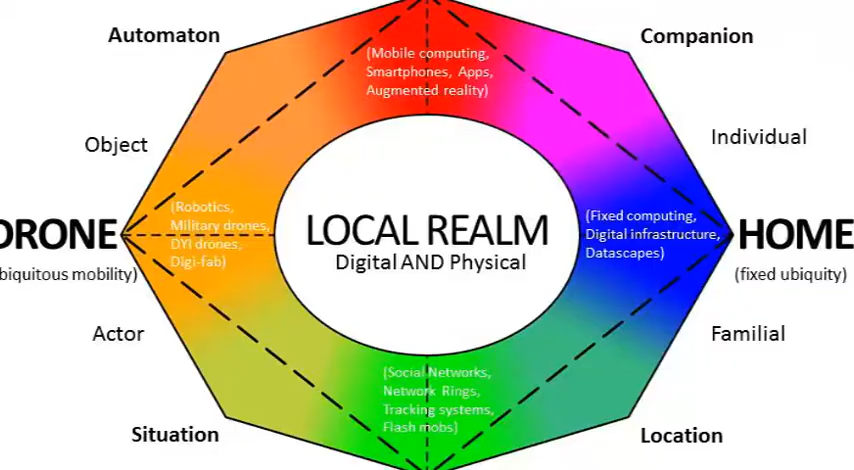 Automaton
Companion
(Mobile computing,
Smartphones, Apps,
Augmented reality)
Object
Individual
DRONE
(Robotics,
Military drones,
DYI drones,
Digi-fab)
LOCAL REALM
Digital AND Physical
(Fixed computing,
Digital infrastructure,
Datascapes)
HOME
biquitous mobility)
(fixed ubiquity)
Actor
Familial
(Social Networks,
Network Rings,
Tracking systems,
Flash mobs)
Situation
Location